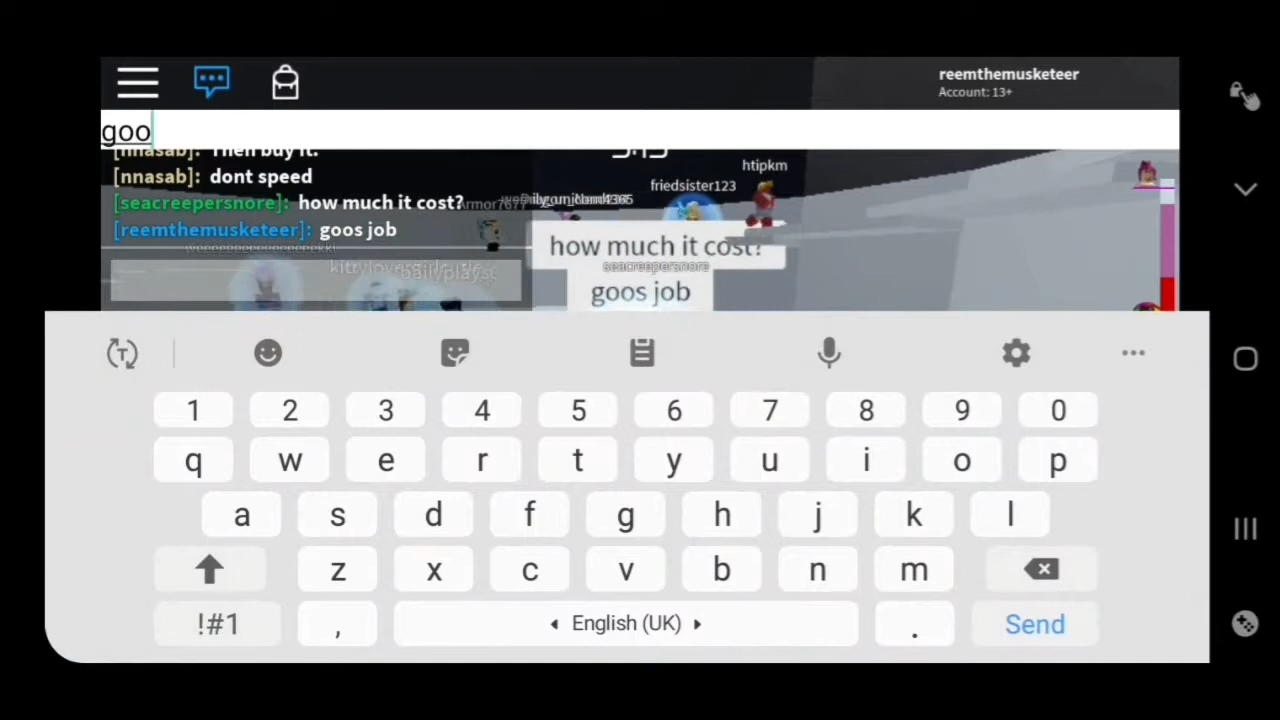 reemthemusketeer
Account: 13+
goo
[nnasab]: Then buy it.
[nnasab]: dont speed
[seacreepersnore]: how much it cost?
[reemthemusketeer]: goos job
htipkm
friedsister123
how much it cost?
seacreepersnore
goos job
1 2 3 4 5 6 7 8 9 0
q w e r t y u i o p
a s d f g h j k l
z x c v b n m
!#1 , English (UK) . Send